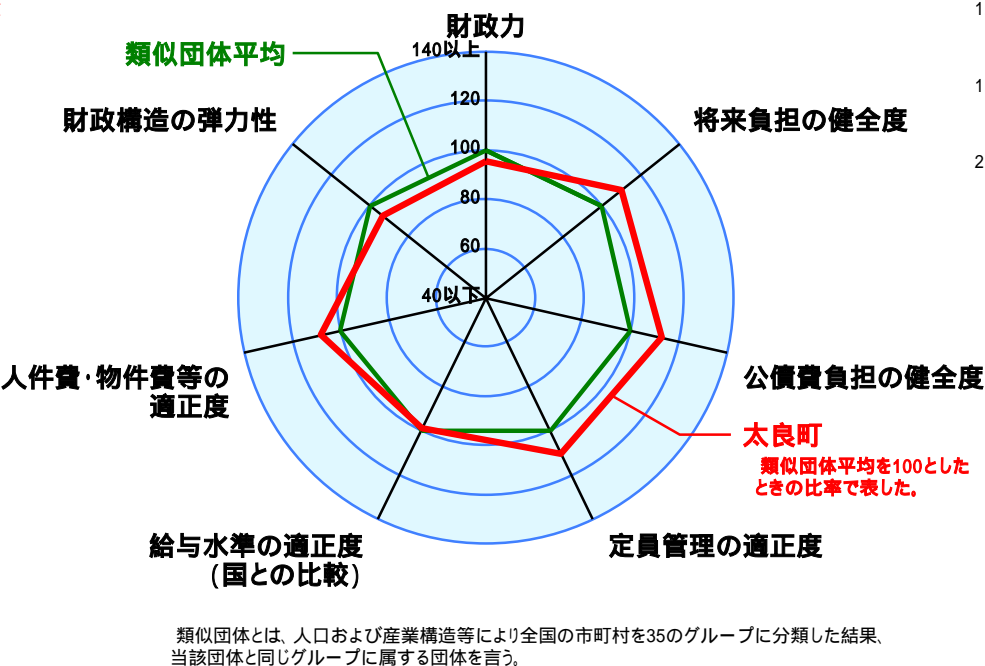 財政力
140以上
類似団体平均
120
財政構造の弾力性
将来負担の健全度
100
80
60
40以下
人件費・物件費等の
適正度
公債費負担の健全度
太良町
類似団体平均を100とした
ときの比率で表した。
給与水準の適正度
(国との比較)
定員管理の適正度
類似団体とは、人口および産業構造等により全国の市町村を35のグループに分類した結果、
当該団体と同じグループに属する団体を言う。
1
1
2